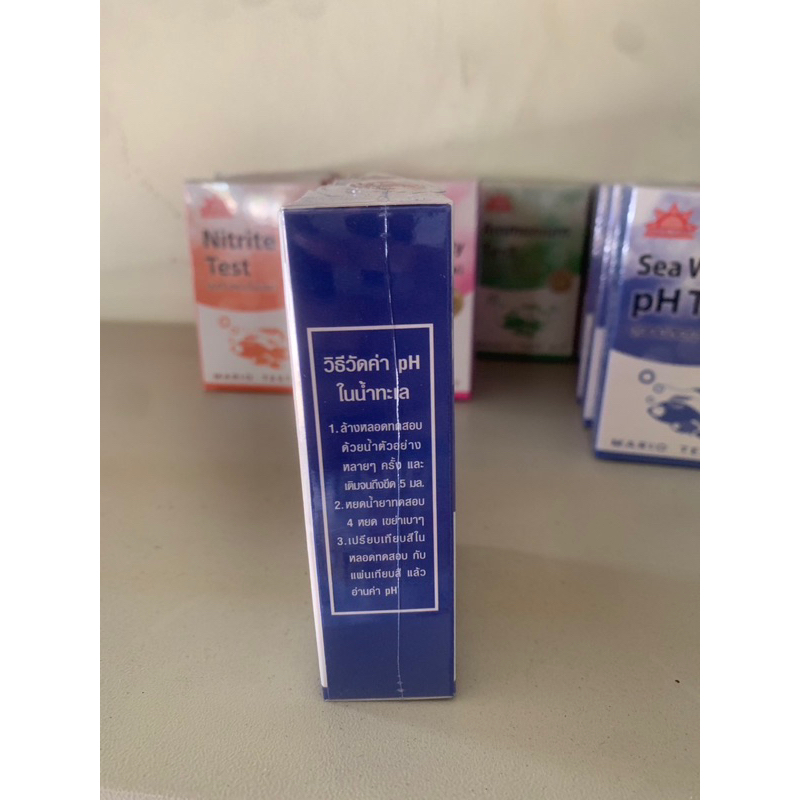 วิธีวัดค่า pH
ในน้ำทะเล
1.ล้างหลอดทดสอบ
ด้วยน้ำตัวอย่าง
หลายๆ ครั้ง และ
เติมจนถึงขีด 5 มล.
2.หยดน้ำยาทดสอบ
4 หยด เขย่าเบาๆ
3.เปรียบเทียบสีใน
หลอดทดสอบ กับ
แผ่นเทียบสี แล้ว
อ่านค่า pH
Nitrite
Test
MARIO TEST
Sea W
pH T
MARIO TE